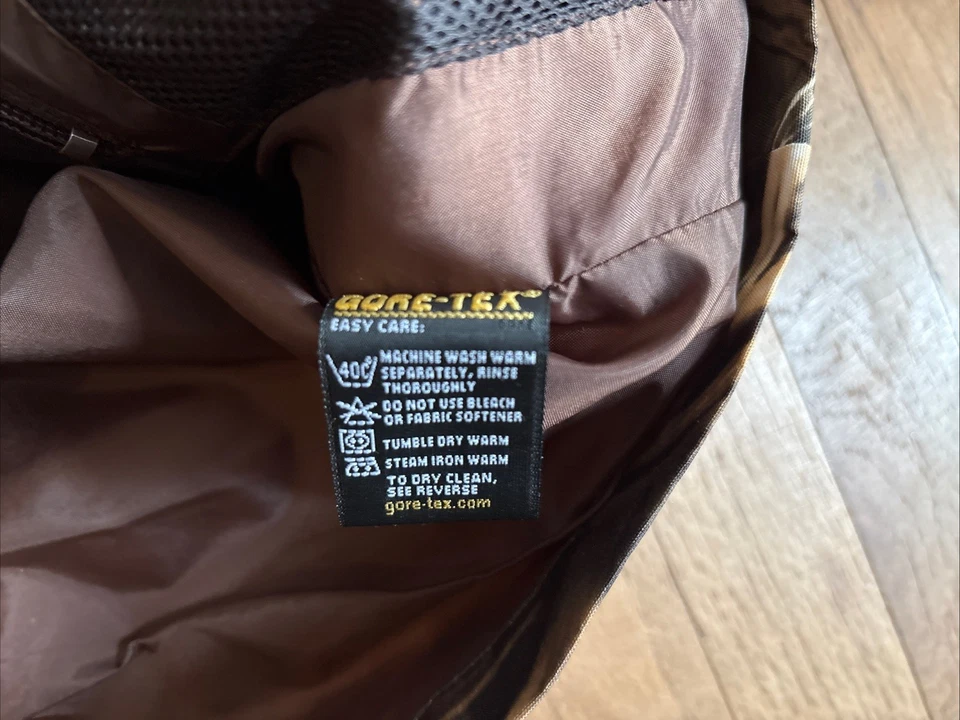 GORE-TEX®
EASY CARE:
40C
MACHINE WASH WARM
SEPARATELY, RINSE
THOROUGHLY
DO NOT USE BLEACH
OR FABRIC SOFTENER
TUMBLE DRY WARM
STEAM IRON WARM
TO DRY CLEAN,
SEE REVERSE
gore-tex.com